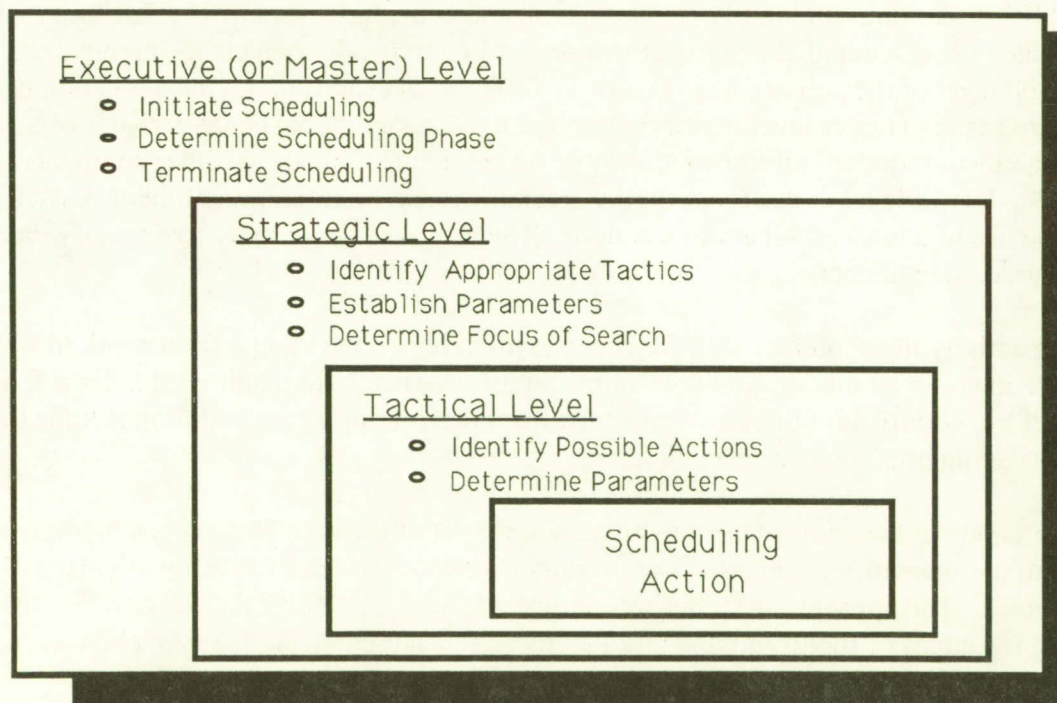 Executive (or Master) Level
o Initiate Scheduling
o Determine Scheduling Phase
o Terminate Scheduling
Strategic Level
o Identify Appropriate Tactics
o Establish Parameters
o Determine Focus of Search
Tactical Level
o Identify Possible Actions
o Determine Parameters
Scheduling
Action